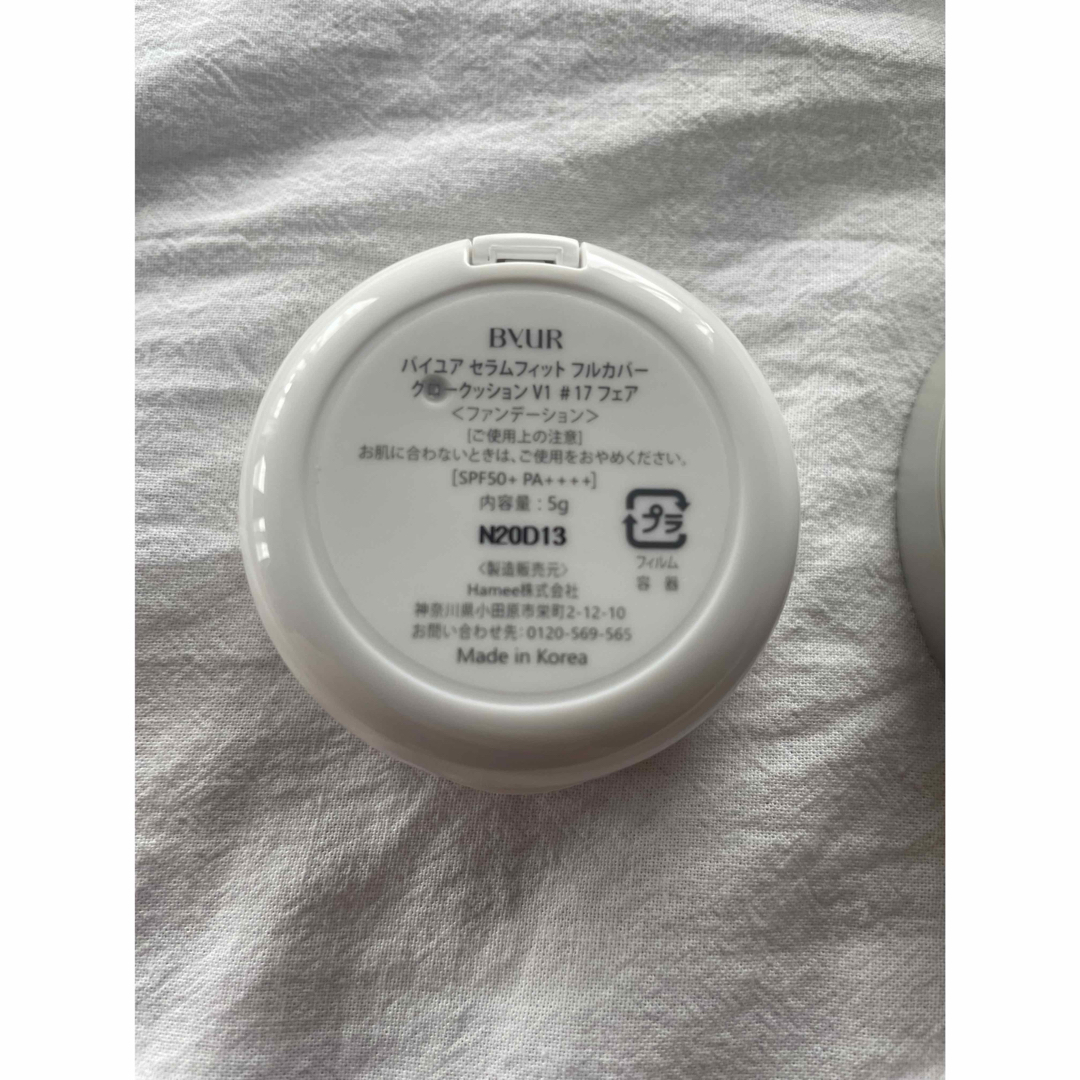 BYUR
バイユア セラムフィット フルカバー
グロークッション V1 #17 フェア
<ファンデーション>
[ご使用上の注意]
お肌に合わないときは、ご使用をおやめください。
[SPF50+ PA++++]
内容量:5g
N20D13
プラ
フィルム
容器
<製造販売元>
Hamee株式会社
神奈川県小田原市栄町2-12-10
お問い合わせ先:0120-569-565
Made in Korea